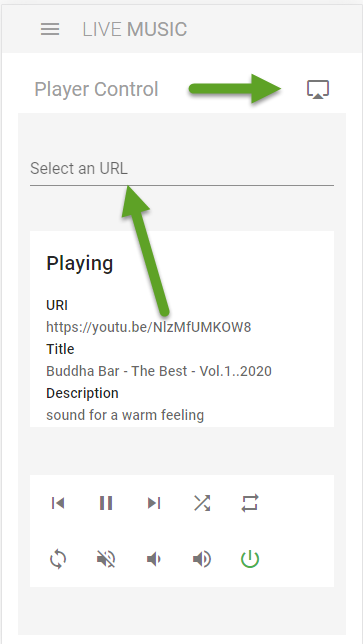 LIVE MUSIC
Player Control
Select an URL
Playing
URI
https://youtu.be/NlzMfUMKOW8
Title
Buddha Bar - The Best - Vol.1..2020
Description
sound for a warm feeling